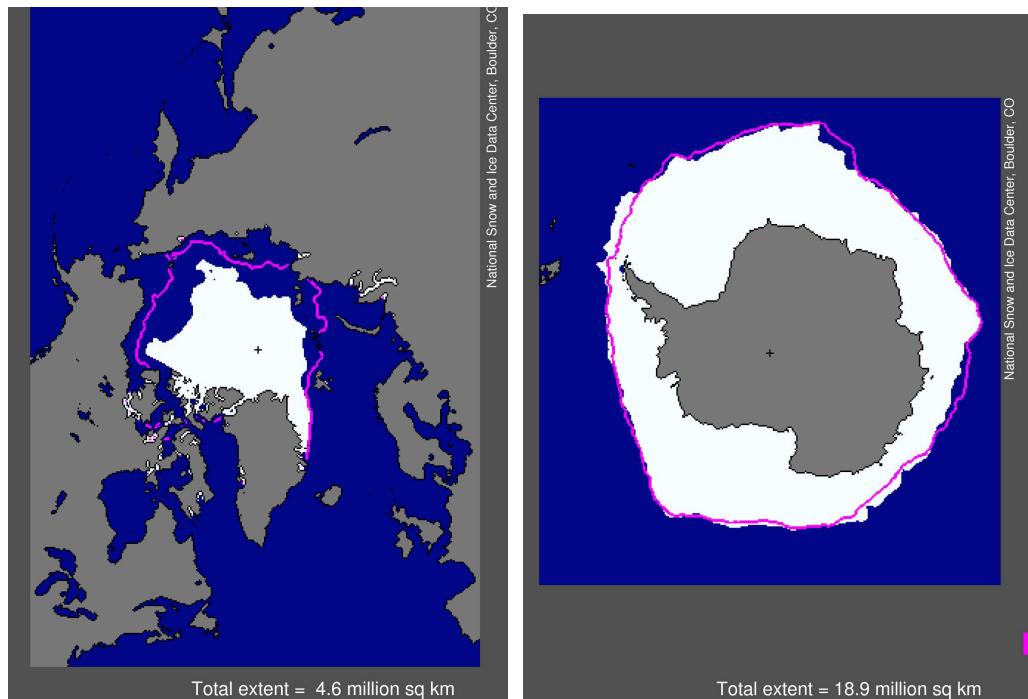 National Snow and Ice Data Center, Boulder, CO
Total extent = 4.6 million sq km
National Snow and Ice Data Center, Boulder, CO
Total extent = 18.9 million sq km